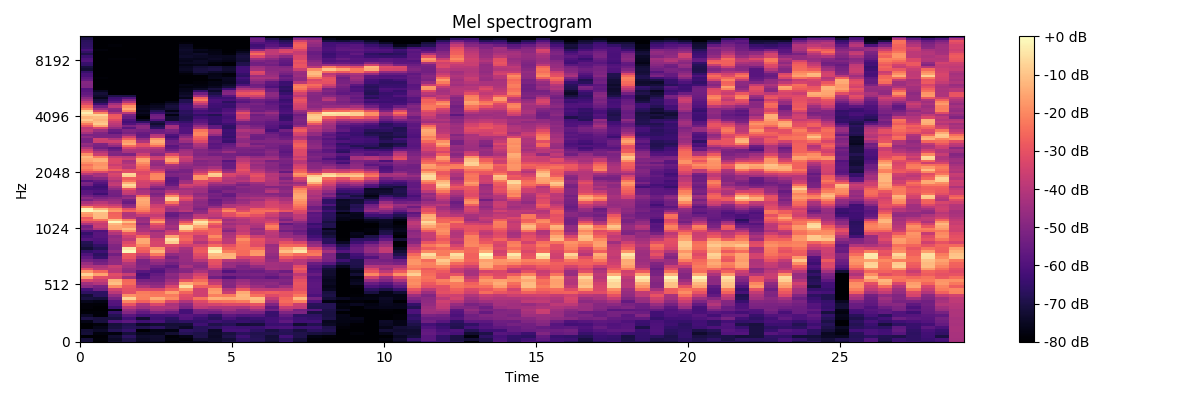 Mel spectrogram
Hz
8192
4096
2048
1024
512
0
0 5 10 15 20 25
Time
+0 dB
-10 dB
-20 dB
-30 dB
-40 dB
-50 dB
-60 dB
-70 dB
-80 dB